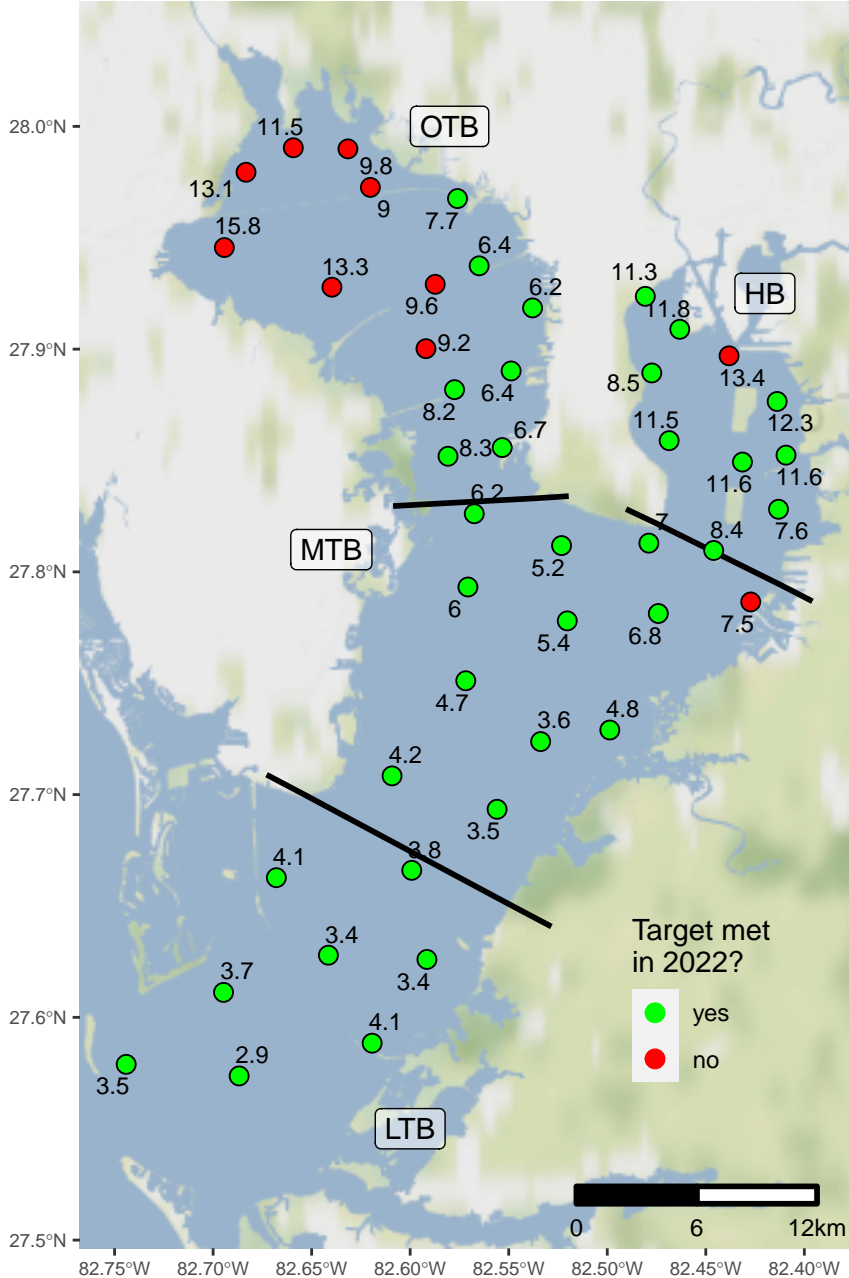 28.0°N
27.9°N
27.8°N
27.7°N
27.6°N
27.5°N
OTB
11.5
9.8
13.1
9
7.7
15.8
6.4
13.3
9.6
6.2
11.3
HB
11.8
9.2
13.4
8.5
6.4
8.2
12.3
11.5
6.7
8.3
11.6
11.6
6.2
7
8.4
7.6
MTB
5.2
6
7.5
5.4
6.8
4.7
4.8
3.6
4.2
3.5
3.8
4.1
3.4
3.4
3.7
4.1
2.9
3.5
LTB
Target met
in 2022?
yes
no
0 6 12km
82.75°W 82.70°W 82.65°W 82.60°W 82.55°W 82.50°W 82.45°W 82.40°W